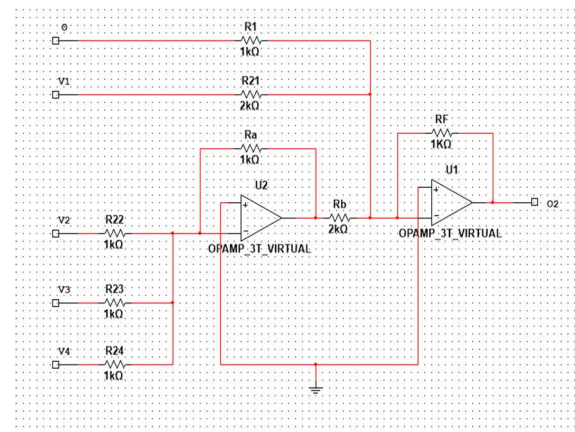 0
R1
1kΩ
V1
R21
2kΩ
Ra
1kΩ
RF
1KΩ
U2
U1
V2
R22
1kΩ
Rb
2kΩ
O2
OPAMP_3T_VIRTUAL
OPAMP_3T_VIRTUAL
V3
R23
1kΩ
V4
R24
1kΩ